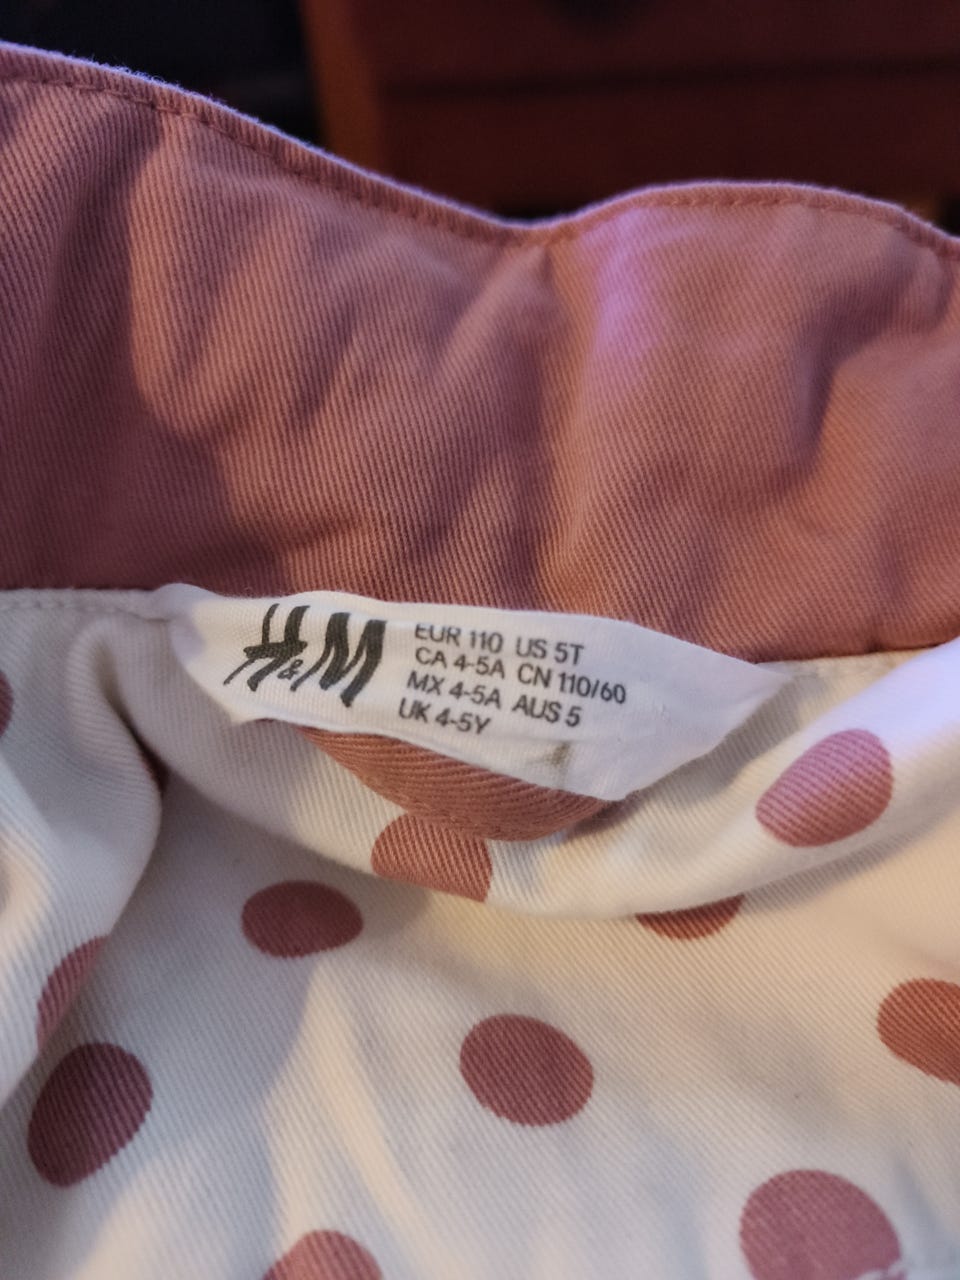 H&M
EUR 110 US 5T
CA 4-5A CN 110/60
MX 4-5A AUS 5
UK 4-5Y